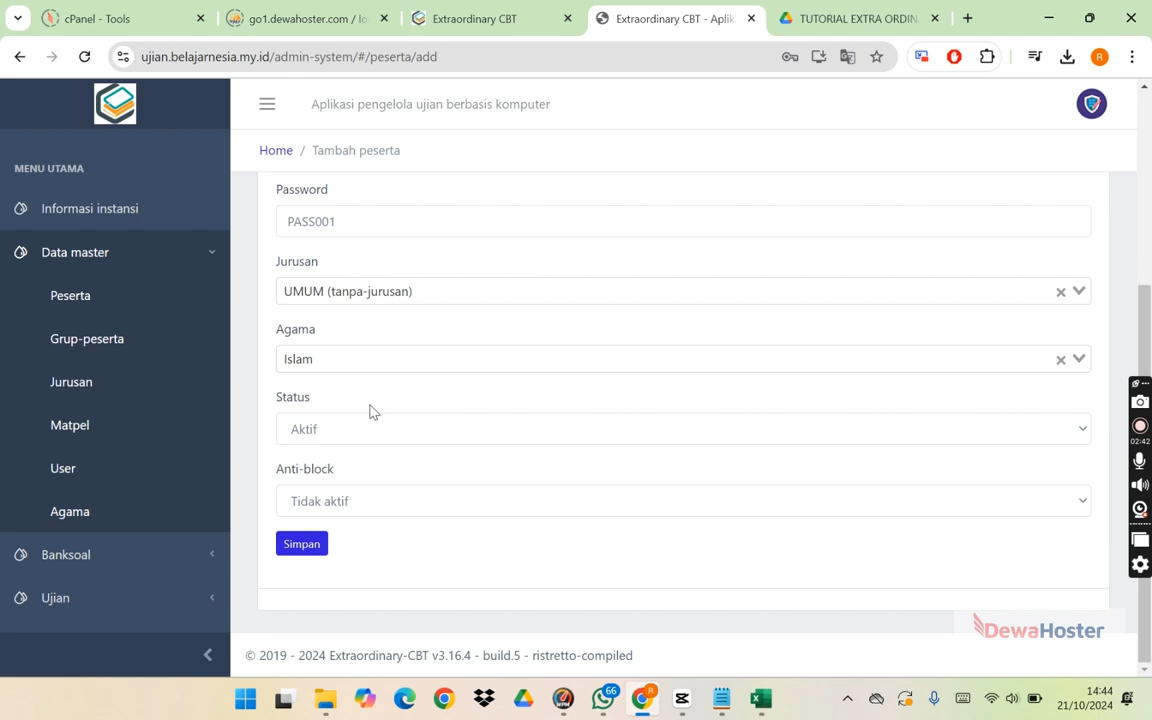 cPanel - Tools
go1.dewahoster.com / lo
Extraordinary CBT
Extraordinary CBT - Aplik
TUTORIAL EXTRA ORDIN
ujian.belajarnesia.my.id/admin-system/#/peserta/add
R
Aplikasi pengelola ujian berbasis komputer
Home / Tambah peserta
MENU UTAMA
Informasi instansi
Data master
Peserta
Grup-peserta
Jurusan
Matpel
User
Agama
Banksoal
Ujian
Password
PASS001
Jurusan
UMUM (tanpa-jurusan)
Agama
Islam
Status
Aktif
Anti-block
Tidak aktif
Simpan
02:42
DewaHoster
© 2019 - 2024 Extraordinary-CBT v3.16.4 - build.5 - ristretto-compiled
66
R
14:44
21/10/2024